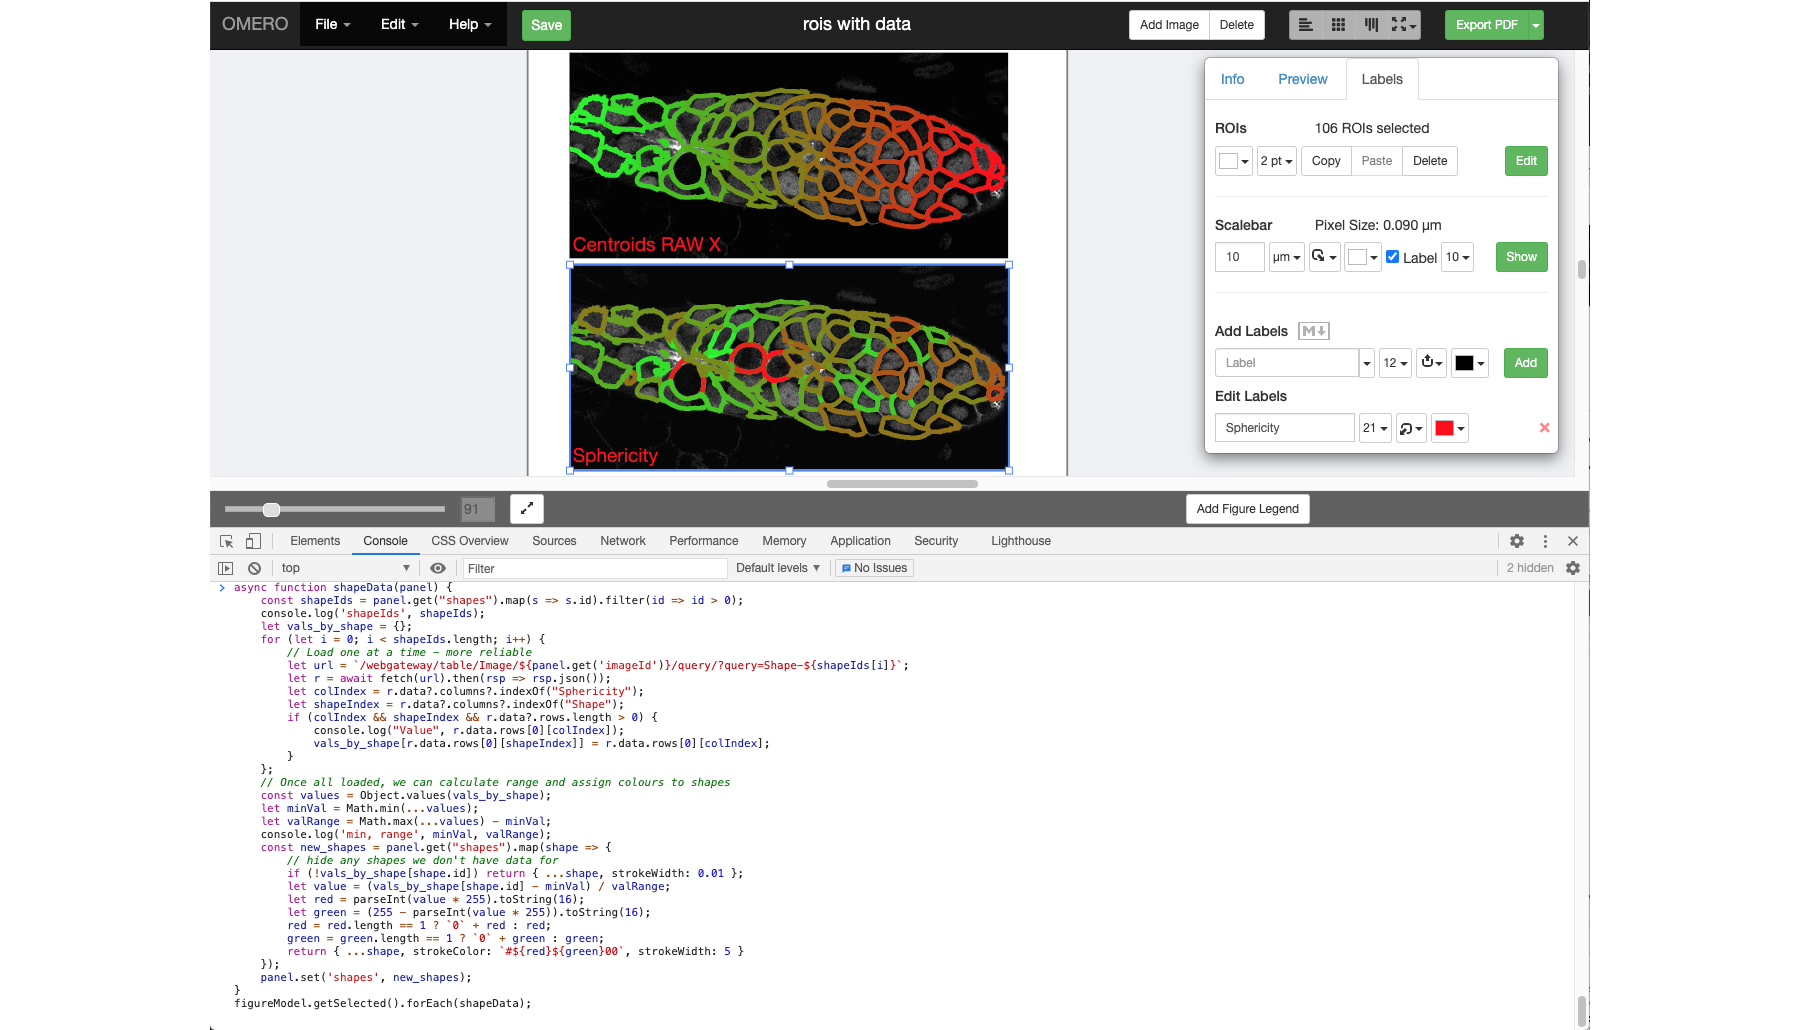 OMERO File Edit Help Save rois with data Add Image Delete Export PDF
Centroids RAW X
Sphericity
Info Preview Labels
ROIs 106 ROIs selected
2 pt Copy Paste Delete Edit
Scalebar Pixel Size: 0.090 µm
10 µm Label 10 Show
Add Labels M
Label 12 Add
Edit Labels
Sphericity 21
91 Add Figure Legend
Elements Console CSS Overview Sources Network Performance Memory Application Security Lighthouse
top Filter Default levels No Issues 2 hidden
async function shapeData(panel) {
const shapeIds = panel.get("shapes").map(s => s.id).filter(id => id > 0);
console.log('shapeIds', shapeIds);
let vals_by_shape = {};
for (let i = 0; i < shapeIds.length; i++) {
// Load one at a time – more reliable
let url = `/webgateway/table/Image/${panel.get('imageId')}/query/?query=Shape-${shapeIds[i]}`;
let r = await fetch(url).then(rsp => rsp.json());
let colIndex = r.data?.columns?.indexOf("Sphericity");
let shapeIndex = r.data?.columns?.indexOf("Shape");
if (colIndex && shapeIndex && r.data?.rows.length > 0) {
console.log("Value", r.data.rows[0][colIndex]);
vals_by_shape[r.data.rows[0][shapeIndex]] = r.data.rows[0][colIndex];
}
};
// Once all loaded, we can calculate range and assign colours to shapes
const values = Object.values(vals_by_shape);
let minVal = Math.min(...values);
let valRange = Math.max(...values) – minVal;
console.log('min, range', minVal, valRange);
const new_shapes = panel.get("shapes").map(shape => {
// hide any shapes we don't have data for
if (!vals_by_shape[shape.id]) return { ...shape, strokeWidth: 0.01 };
let value = (vals_by_shape[shape.id] – minVal) / valRange;
let red = parseInt(value * 255).toString(16);
let green = (255 – parseInt(value * 255)).toString(16);
red = red.length == 1 ? `0` + red : red;
green = green.length == 1 ? `0` + green : green;
return { ...shape, strokeColor: `#${red}${green}00`, strokeWidth: 5 }
});
panel.set('shapes', new_shapes);
}
figureModel.getSelected().forEach(shapeData);